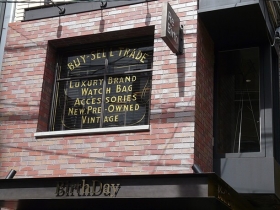 BUY·SELL·TRADE
LUXURY BRAND
WATCH BAG
ACCESSORIES
NEW PRE-OWNED
VINTAGE
BirthDay